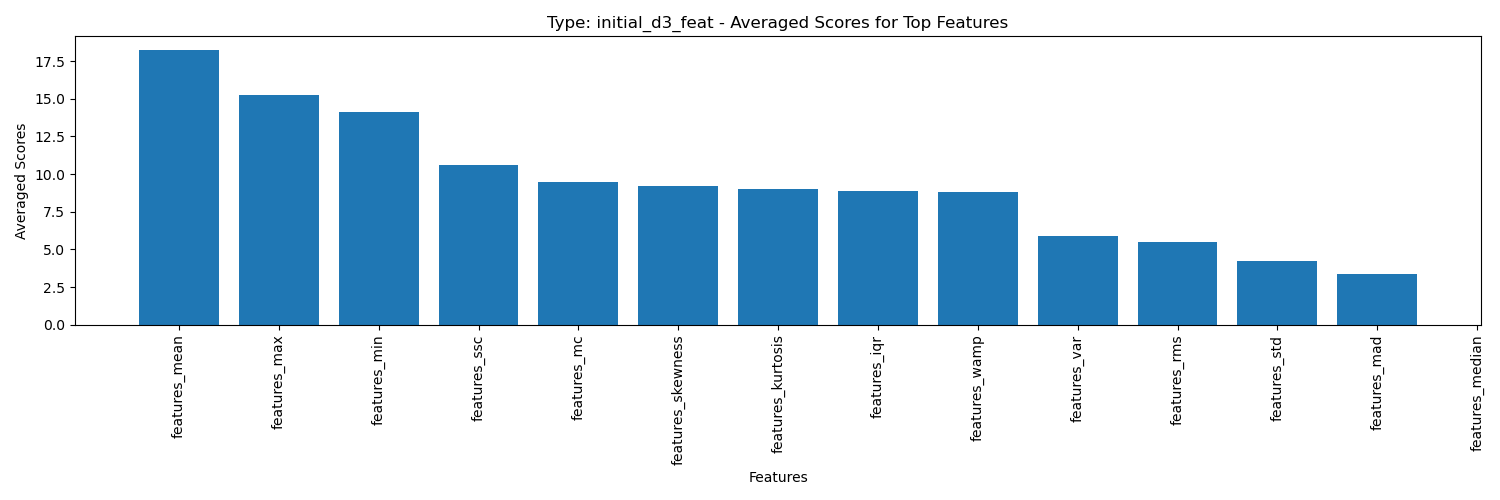 Type: initial_d3_feat - Averaged Scores for Top Features
Averaged Scores
17.5
15.0
12.5
10.0
7.5
5.0
2.5
0.0
features_mean
features_max
features_min
features_ssc
features_mc
features_skewness
features_kurtosis
features_iqr
features_wamp
features_var
features_rms
features_std
features_mad
features_median
Features